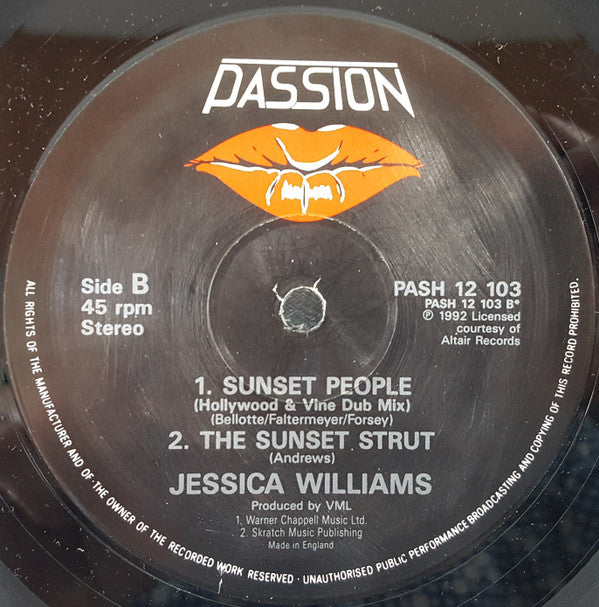 PASSION
Side B
45 rpm
Stereo
PASH 12 103
PASH 12 103 B*
℗ 1992 Licensed
courtesy of
Altair Records
1. SUNSET PEOPLE
(Hollywood & Vine Dub Mix)
(Bellotte/Faltermeyer/Forsey)
2. THE SUNSET STRUT
(Andrews)
JESSICA WILLIAMS
Produced by VML
1. Warner Chappell Music Ltd.
2. Skratch Music Publishing
Made in England
ALL RIGHTS OF THE MANUFACTURER AND OF THE OWNER OF THE RECORDED WORK RESERVED · UNAUTHORISED PUBLIC PERFORMANCE BROADCASTING AND COPYING OF THIS RECORD PROHIBITED.